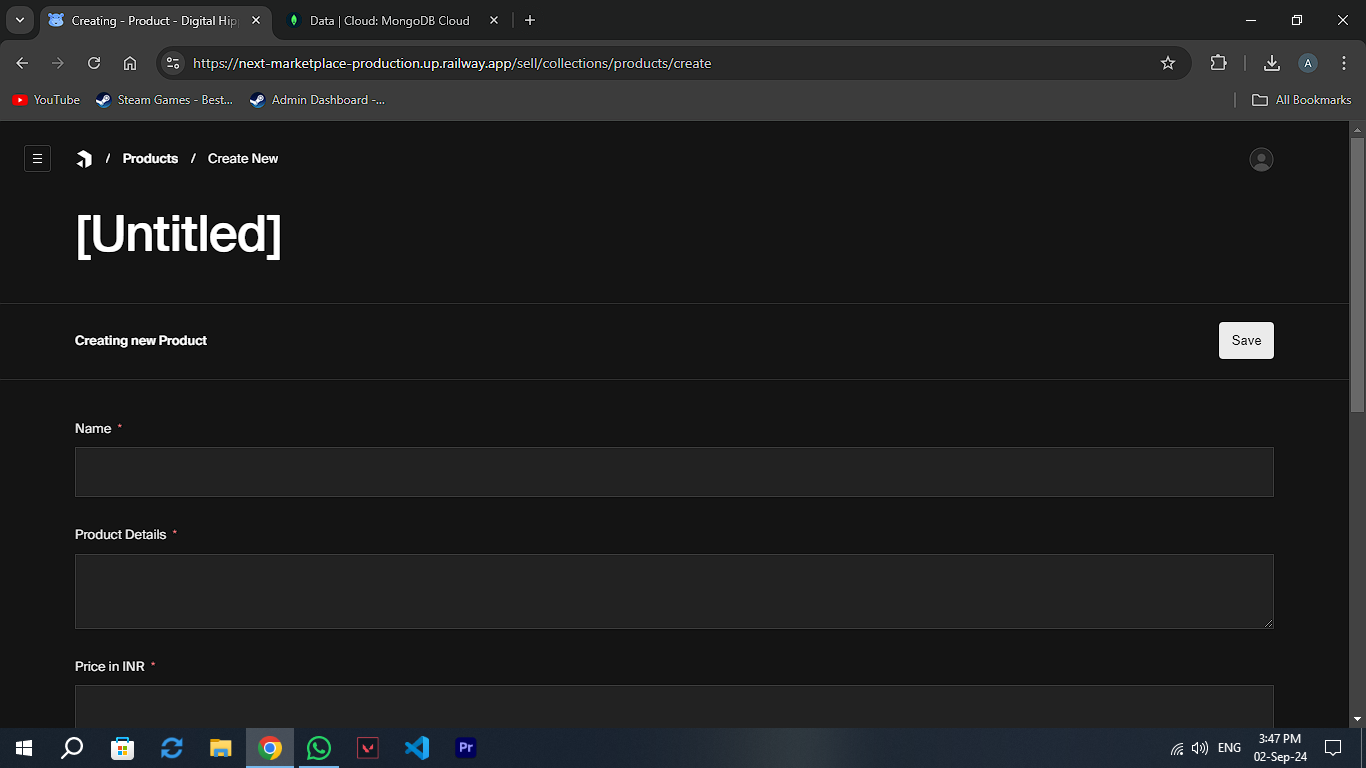 Creating - Product - Digital Hip
Data | Cloud: MongoDB Cloud
https://next-marketplace-production.up.railway.app/sell/collections/products/create
A
YouTube
Steam Games - Best...
Admin Dashboard -...
All Bookmarks
/ Products / Create New
[Untitled]
Creating new Product
Save
Name *
Product Details *
Price in INR *
Pr
ENG
3:47 PM
02-Sep-24